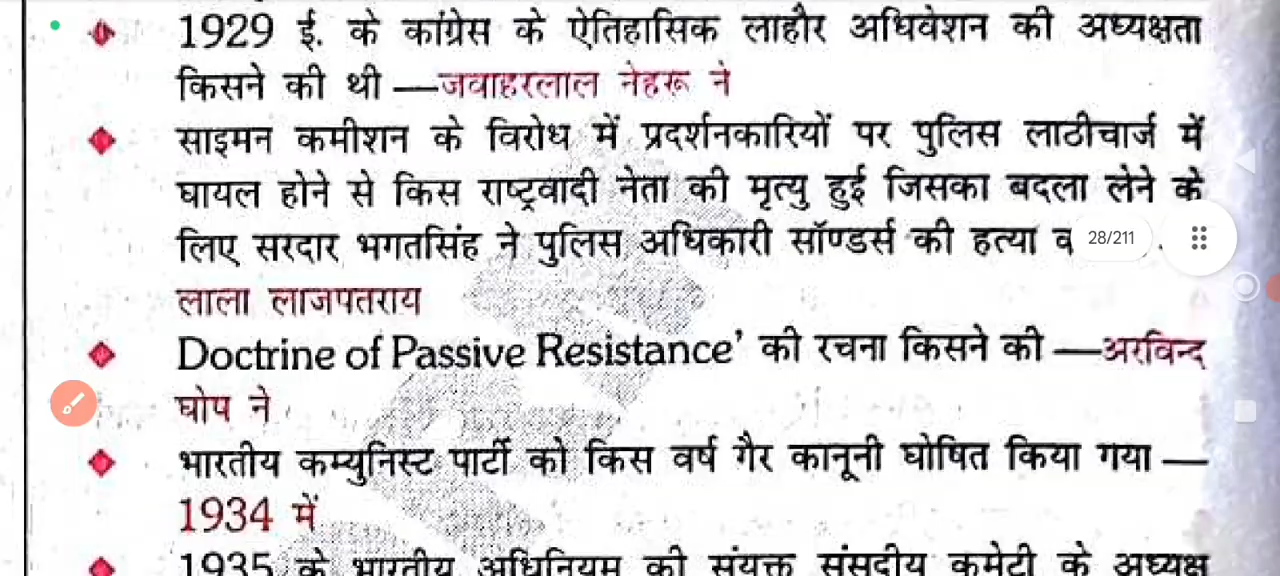 1929 ई. के कांग्रेस के ऐतिहासिक लाहौर अधिवेशन की अध्यक्षता
किसने की थी —जवाहरलाल नेहरू ने
साइमन कमीशन के विरोध में प्रदर्शनकारियों पर पुलिस लाठीचार्ज में
घायल होने से किस राष्ट्रवादी नेता की मृत्यु हुई जिसका बदला लेने के
लिए सरदार भगतसिंह ने पुलिस अधिकारी सॉण्डर्स की हत्या
28/211
लाला लाजपतराय
Doctrine of Passive Resistance’ की रचना किसने की —अरविन्द
घोष ने
भारतीय कम्युनिस्ट पार्टी को किस वर्ष गैर कानूनी घोषित किया गया —
1934 में
1935 के भारतीय अधिनियम की संयुक्त संसदीय कमेटी के अध्यक्ष